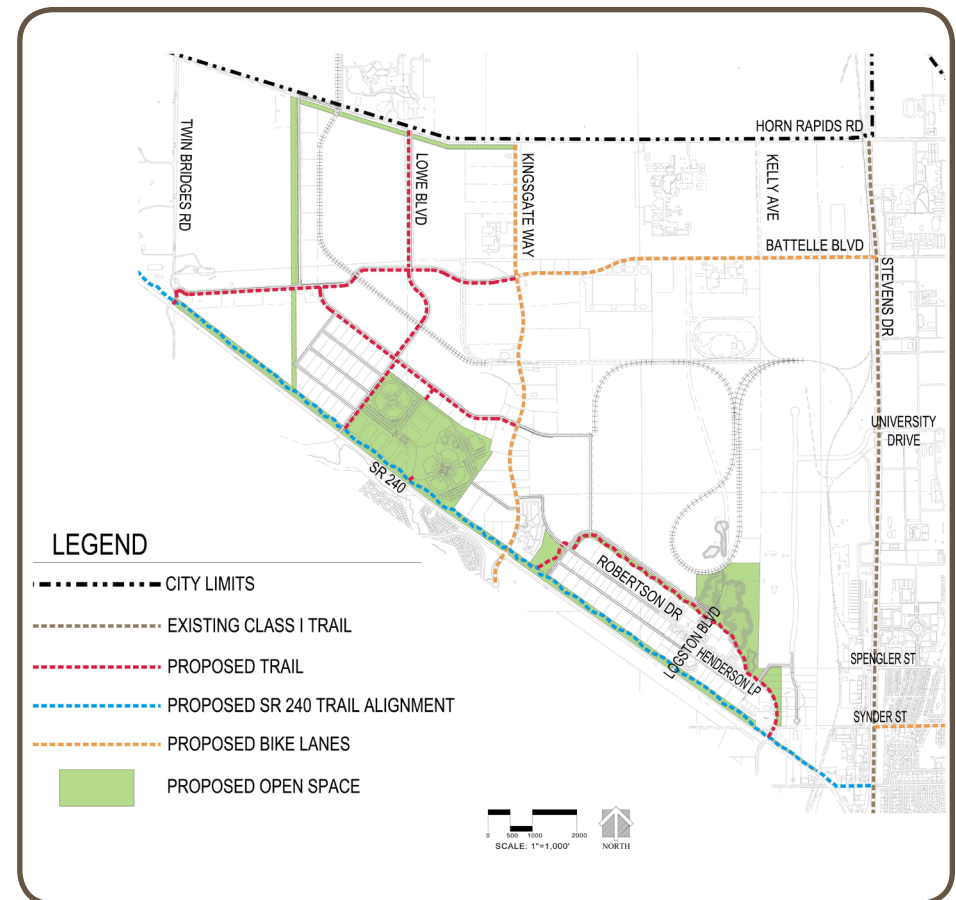 HORN RAPIDS RD
TWIN BRIDGES RD
LOWE BLVD
KINGSGATE WAY
KELLY AVE
BATTELLE BLVD
STEVENS DR
UNIVERSITY
DRIVE
SR 240
LEGEND
CITY LIMITS
EXISTING CLASS I TRAIL
PROPOSED TRAIL
PROPOSED SR 240 TRAIL ALIGNMENT
PROPOSED BIKE LANES
PROPOSED OPEN SPACE
ROBERTSON DR
LOGSTON BLVD
HENDERSON LP
SPENGLER ST
SYNDER ST
0 500 1000 2000
SCALE: 1"=1,000'
NORTH